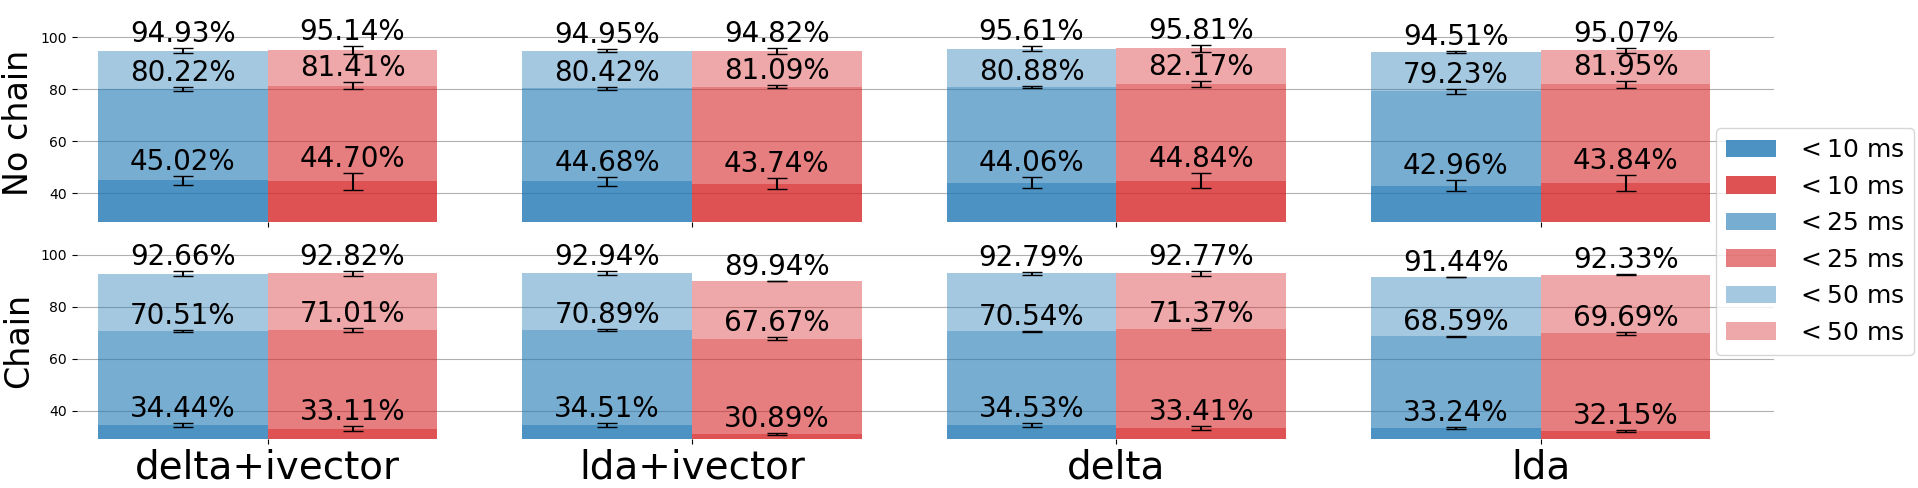 No chain
100
80
60
40
94.93% 95.14% 94.95% 94.82% 95.61% 95.81% 94.51% 95.07%
80.22% 81.41% 80.42% 81.09% 80.88% 82.17% 79.23% 81.95%
45.02% 44.70% 44.68% 43.74% 44.06% 44.84% 42.96% 43.84%
Chain
100
80
60
40
92.66% 92.82% 92.94% 89.94% 92.79% 92.77% 91.44% 92.33%
70.51% 71.01% 70.89% 67.67% 70.54% 71.37% 68.59% 69.69%
34.44% 33.11% 34.51% 30.89% 34.53% 33.41% 33.24% 32.15%
delta+ivector lda+ivector delta lda
< 10 ms
< 10 ms
< 25 ms
< 25 ms
< 50 ms
< 50 ms